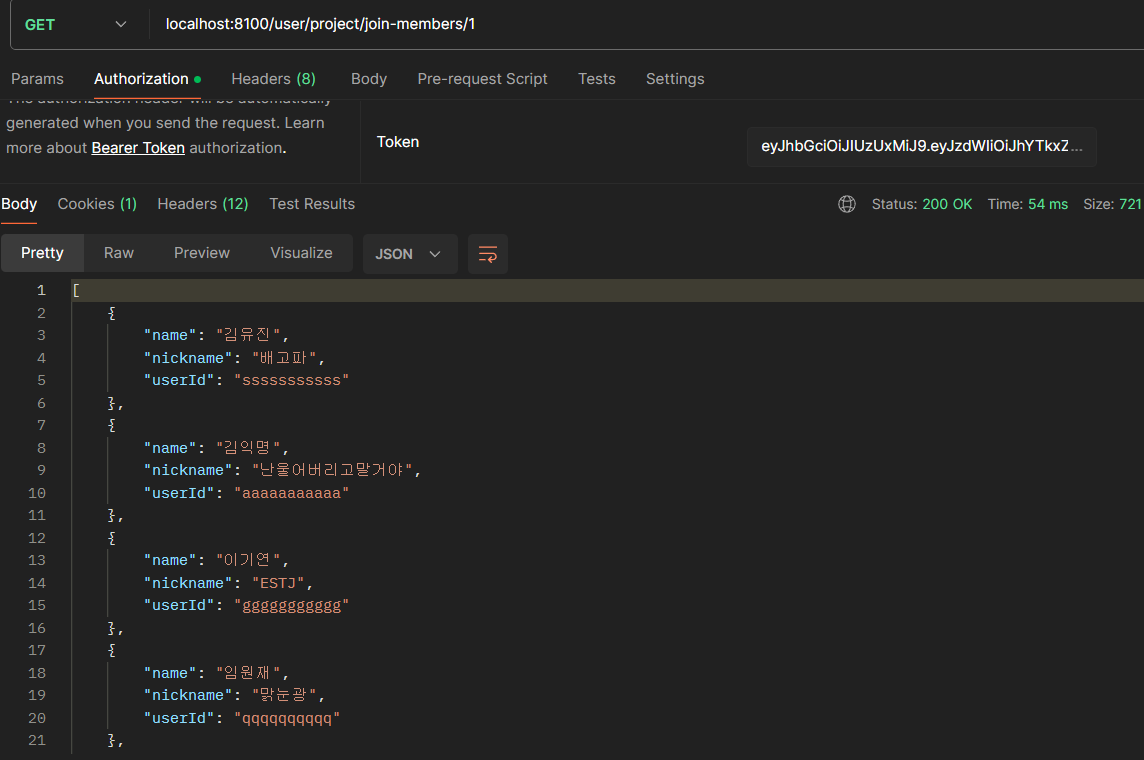 GET localhost:8100/user/project/join-members/1
Params Authorization Headers (8) Body Pre-request Script Tests Settings
The authorization header will be automatically
generated when you send the request. Learn
more about Bearer Token authorization.
Token eyJhbGciOiJIUzUxMiJ9.eyJzdWIiOiJhYTkxZ...
Body Cookies (1) Headers (12) Test Results Status: 200 OK Time: 54 ms Size: 721
Pretty Raw Preview Visualize JSON
1 [
2 {
3 "name": "김유진",
4 "nickname": "배고파",
5 "userId": "sssssssssss"
6 },
7 {
8 "name": "김익명",
9 "nickname": "난울어버리고말거야",
10 "userId": "aaaaaaaaaaa"
11 },
12 {
13 "name": "이기연",
14 "nickname": "ESTJ",
15 "userId": "ggggggggggg"
16 },
17 {
18 "name": "임원재",
19 "nickname": "맑눈광",
20 "userId": "qqqqqqqqqq"
21 },